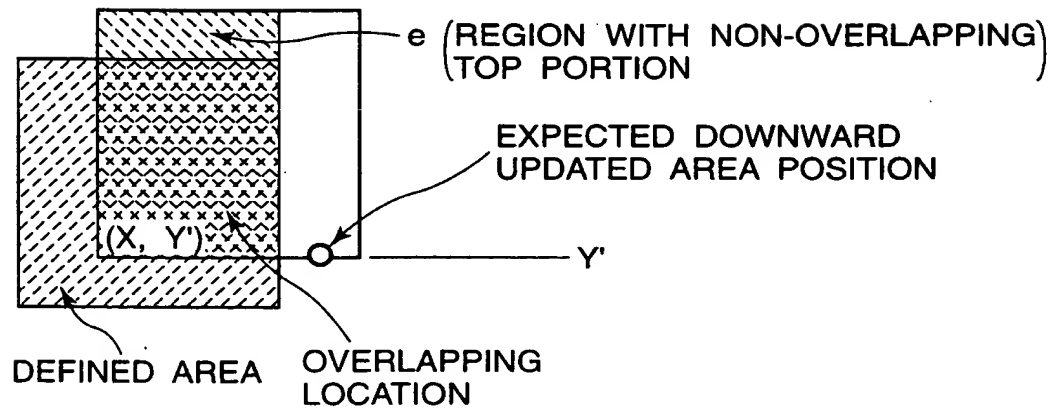 e (REGION WITH NON-OVERLAPPING)
TOP PORTION
EXPECTED DOWNWARD
UPDATED AREA POSITION
(X, Y')
Y'
DEFINED AREA
OVERLAPPING
LOCATION